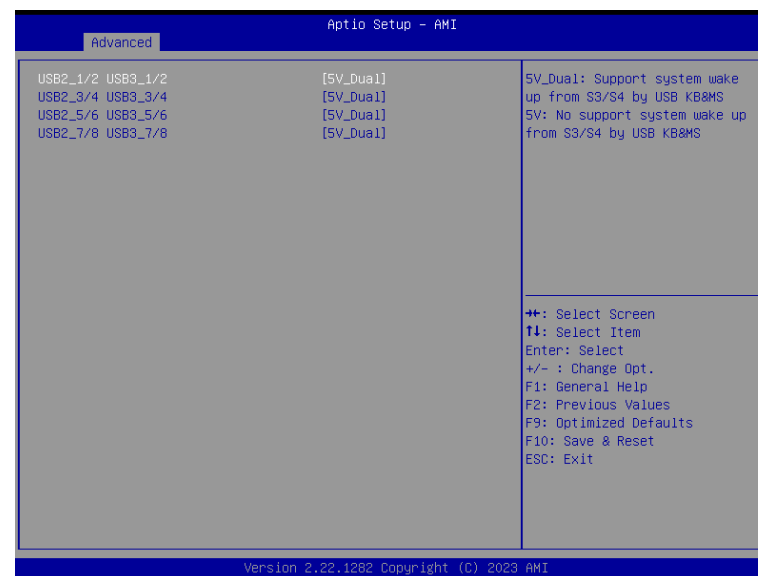 Aptio Setup – AMI
Advanced
USB2_1/2 USB3_1/2 [5V_Dual]
USB2_3/4 USB3_3/4 [5V_Dual]
USB2_5/6 USB3_5/6 [5V_Dual]
USB2_7/8 USB3_7/8 [5V_Dual]
5V_Dual: Support system wake
up from S3/S4 by USB KB&MS
5V: No support system wake up
from S3/S4 by USB KB&MS
→←: Select Screen
↑↓: Select Item
Enter: Select
+/- : Change Opt.
F1: General Help
F2: Previous Values
F9: Optimized Defaults
F10: Save & Reset
ESC: Exit
Version 2.22.1282 Copyright (C) 2023 AMI